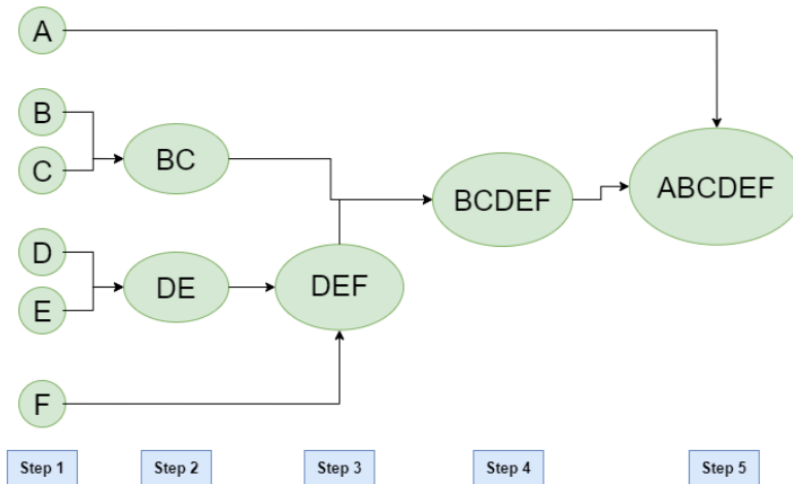 A
B
C
BC
D
E
DE
F
DEF
BCDEF
ABCDEF
Step 1
Step 2
Step 3
Step 4
Step 5